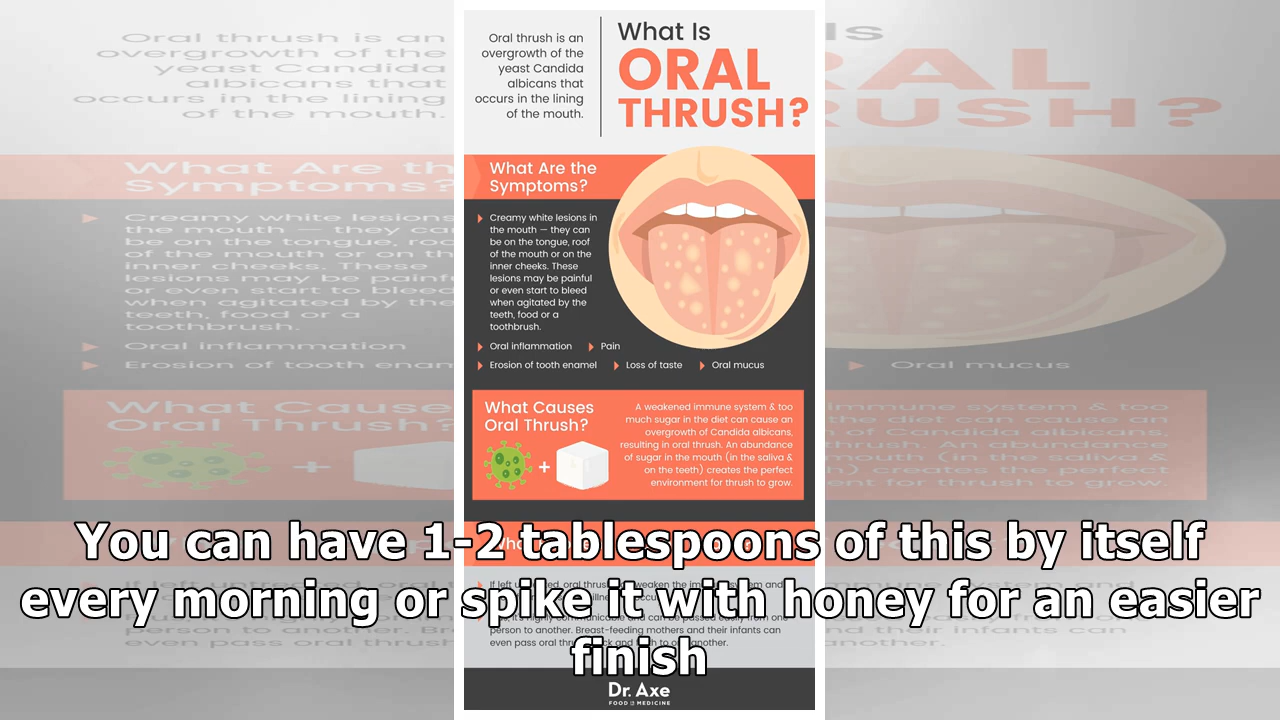 Oral thrush is an
overgrowth of the
yeast Candida
albicans that
occurs in the lining
of the mouth.
What Is
ORAL
THRUSH?
What Are the
Symptoms?
Creamy white lesions in
the mouth — they can
be on the tongue, roof
of the mouth or on the
inner cheeks. These
lesions may be painful
or even start to bleed
when agitated by the
teeth, food or a
toothbrush.
Oral inflammation
Pain
Erosion of tooth enamel
Loss of taste
Oral mucus
What Causes
Oral Thrush?
A weakened immune system & too
much sugar in the diet can cause an
overgrowth of Candida albicans,
resulting in oral thrush. An abundance
of sugar in the mouth (in the saliva &
on the teeth) creates the perfect
environment for thrush to grow.
+
You can have 1-2 tablespoons of this by itself
every morning or spike it with honey for an easier
finish
If left oral system and
person to another. Breast-feeding mothers and their infants can
even pass oral another.
Dr. Axe
FOOD IS MEDICINE